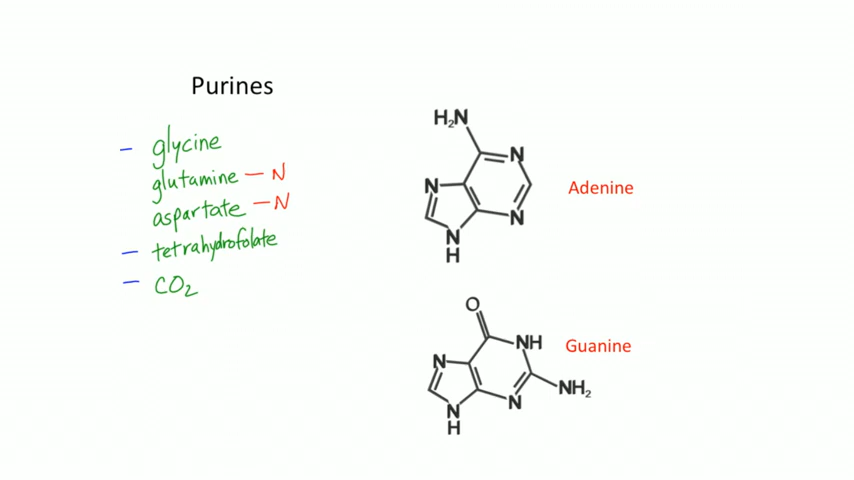 Purines
– glycine
glutamine – N
aspartate – N
– tetrahydrofolate
– CO₂
H₂N
N
N
N
N
H
Adenine
O
NH
N
NH₂
N
N
H
Guanine